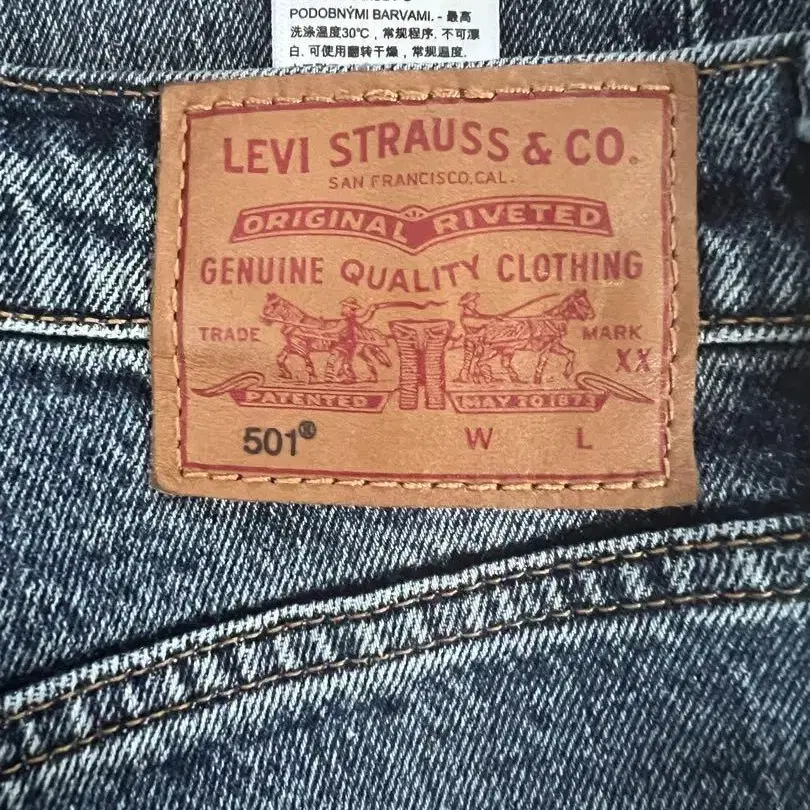 PODOBNÝMI BARVAMI. - 最高
洗涤温度30℃，常规程序. 不可漂
白. 可使用翻转干燥，常规温度.
LEVI STRAUSS & CO.
SAN FRANCISCO, CAL.
ORIGINAL RIVETED
GENUINE QUALITY CLOTHING
TRADE MARK
XX
PATENTED MAY 20 1873
501® W L